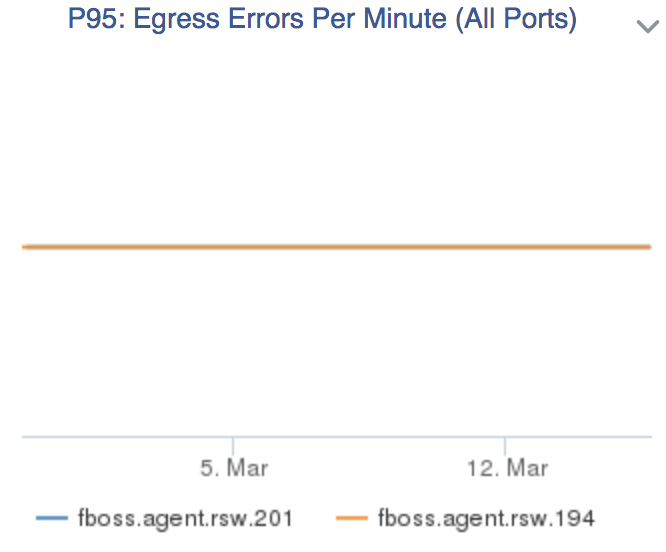 P95: Egress Errors Per Minute (All Ports)
5. Mar 12. Mar
fboss.agent.rsw.201 fboss.agent.rsw.194